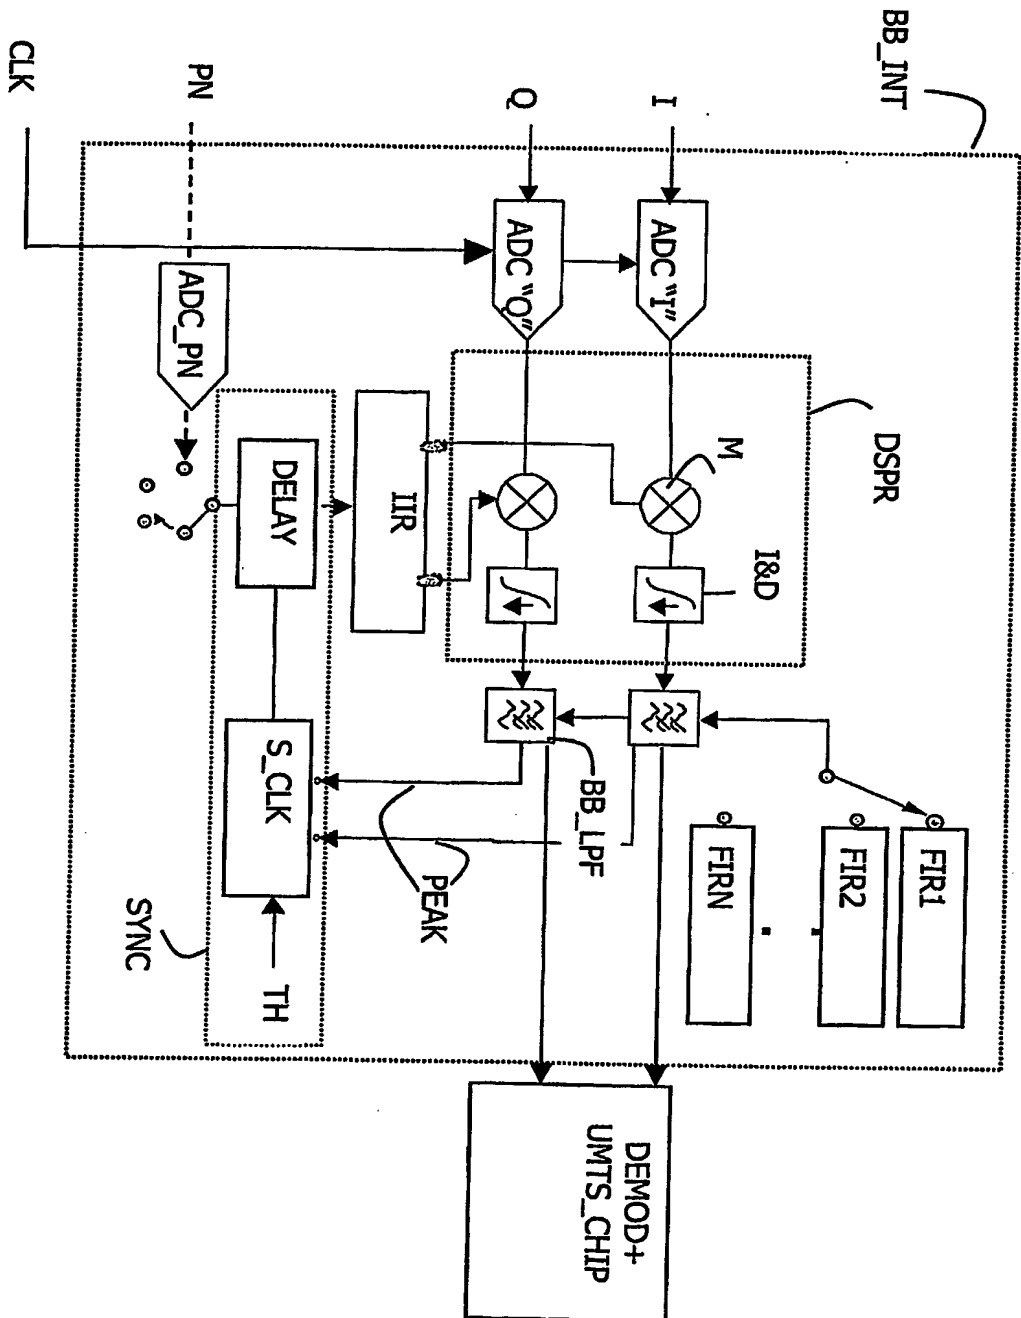 BB_INT
I
Q
PN
CLK
ADC "I"
ADC "Q"
ADC_PN
DSPR
M
I&D
IIR
DELAY
S_CLK
TH
SYNC
PEAK
BB_LPF
FIR1
FIR2
FIRN
DEMOD+
UMTS_CHIP